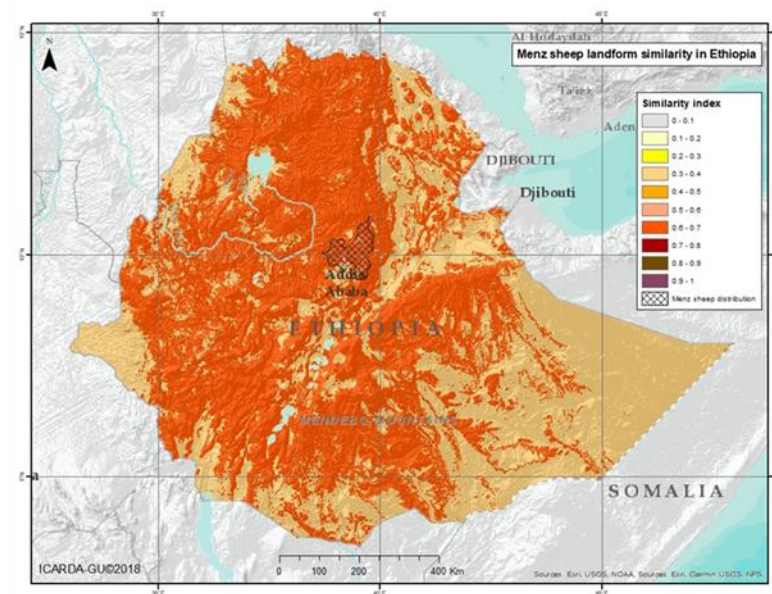 Menz sheep landform similarity in Ethiopia
Al Hudaydah
Ta'izz
Aden
Similarity index
0 - 0.1
0.1 - 0.2
0.2 - 0.3
0.3 - 0.4
0.4 - 0.5
0.5 - 0.6
0.6 - 0.7
0.7 - 0.8
0.8 - 0.9
0.9 - 1
Menz sheep distribution
N
DJIBOUTI
Djibouti
Addis
Ababa
ETHIOPIA
MENDEBO MOUNTAINS
SOMALIA
0 100 200 400 Km
ICARDA-GU©2018
Sources: Esri, USGS, NOAA, Sources: Esri, Garmin, USGS, NPS